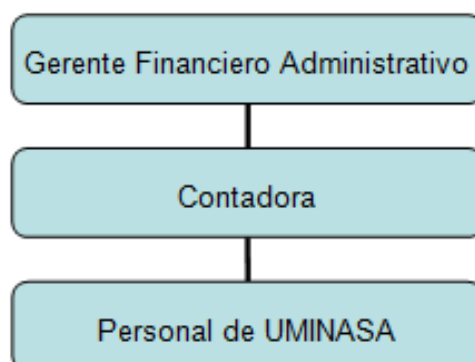 Gerente Financiero Administrativo
Contadora
Personal de UMINASA